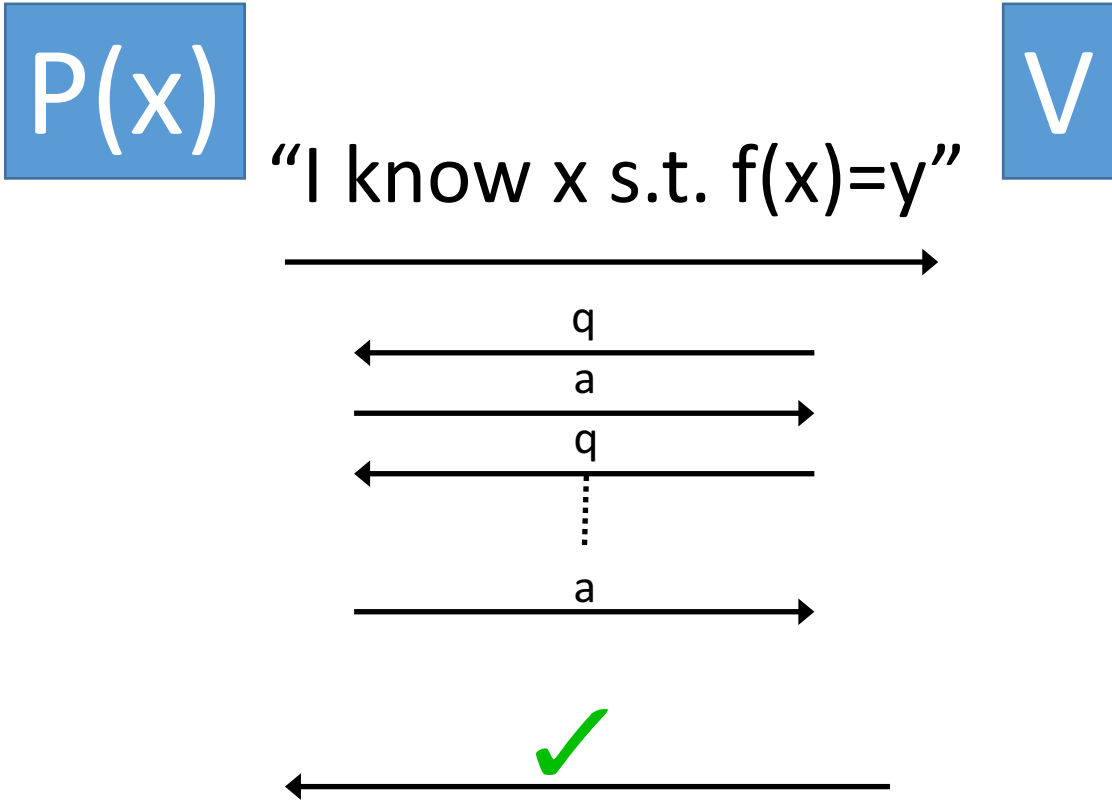 P(x)
V
“I know x s.t. f(x)=y”
q
a
q
a